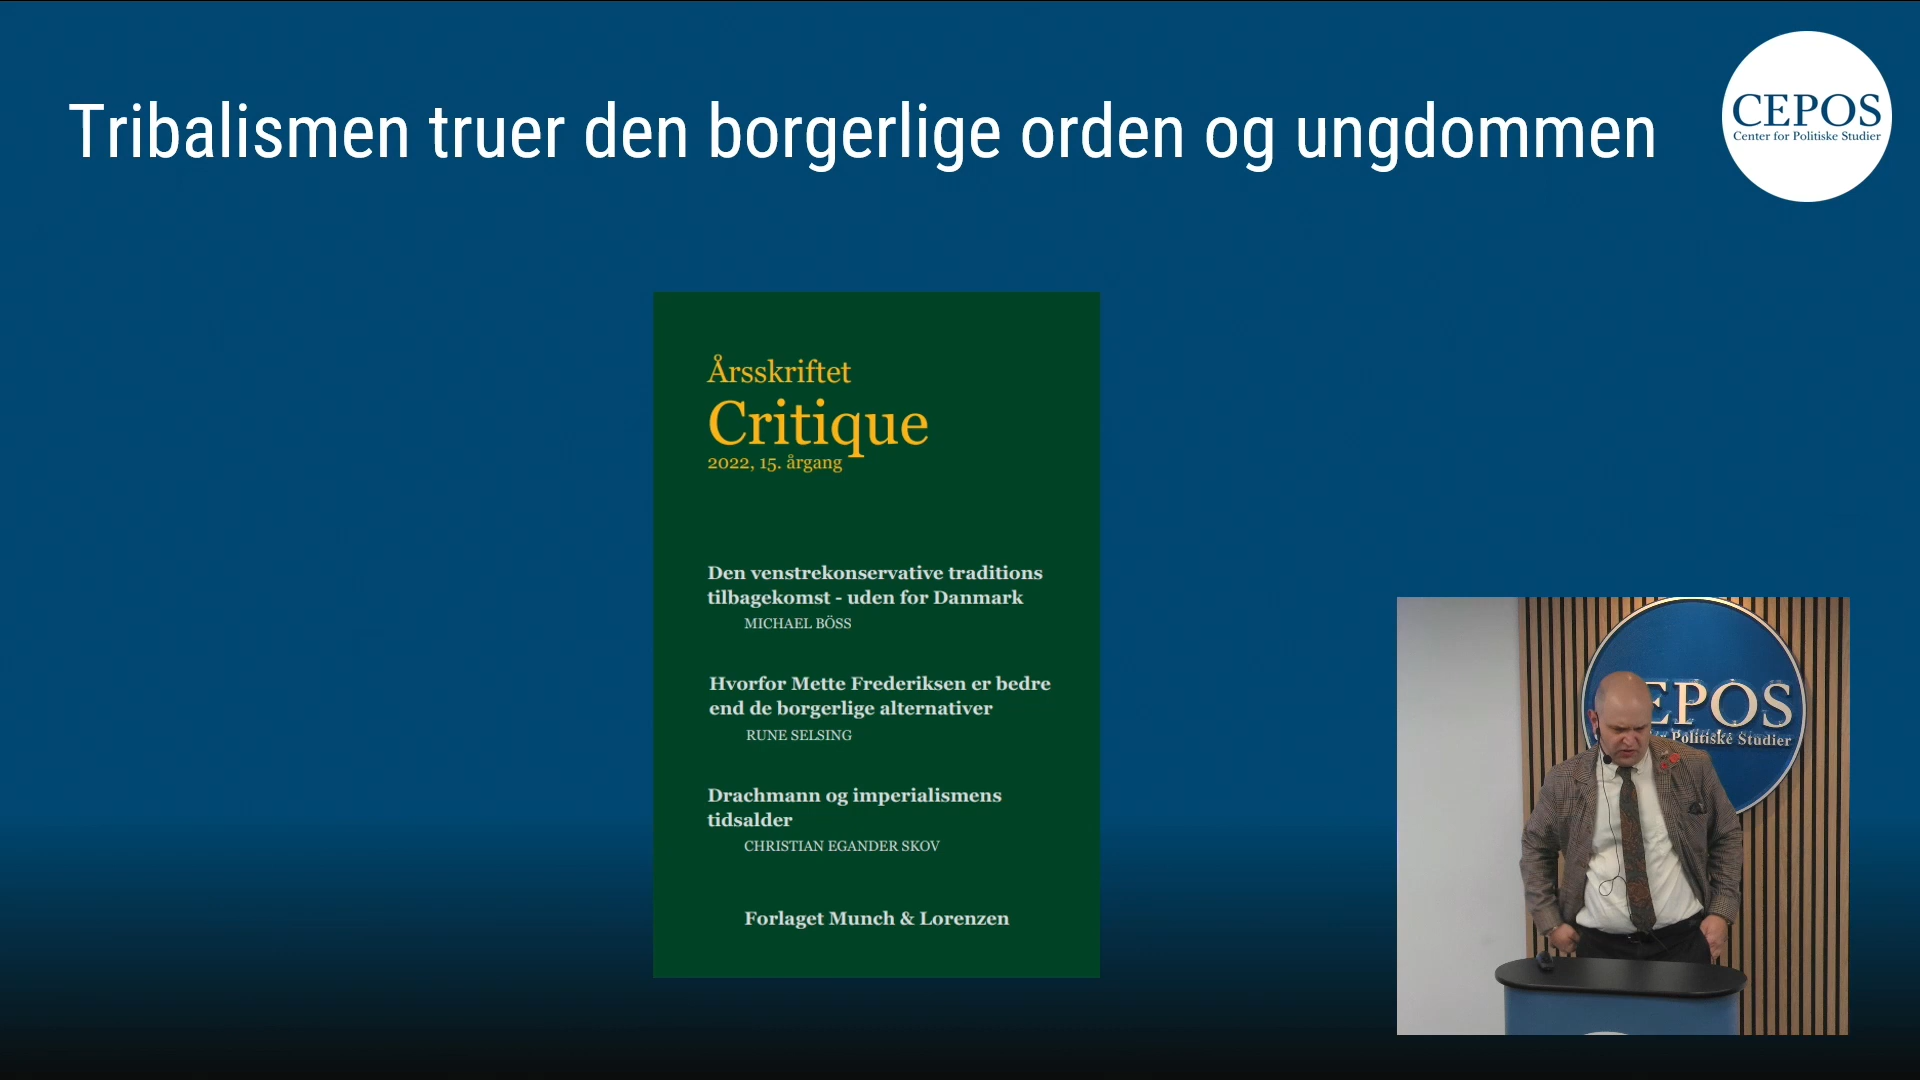 Tribalismen truer den borgerlige orden og ungdommen
CEPOS
Center for Politiske Studier
Årsskriftet
Critique
2022, 15. årgang
Den venstrekonservative traditions
tilbagekomst - uden for Danmark
MICHAEL BÖSS
Hvorfor Mette Frederiksen er bedre
end de borgerlige alternativer
RUNE SELSING
Drachmann og imperialismens
tidsalder
CHRISTIAN EGANDER SKOV
Forlaget Munch & Lorenzen
EPOS
Politiske Studier